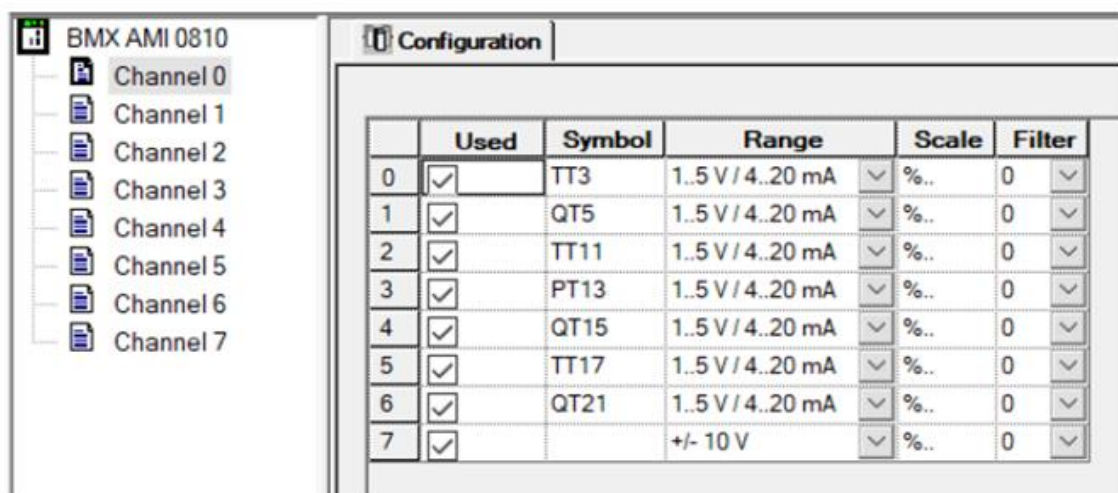 BMX AMI 0810
Channel 0
Channel 1
Channel 2
Channel 3
Channel 4
Channel 5
Channel 6
Channel 7
Configuration
Used Symbol Range Scale Filter
0 TT3 1..5 V / 4..20 mA %.. 0
1 QT5 1..5 V / 4..20 mA %.. 0
2 TT11 1..5 V / 4..20 mA %.. 0
3 PT13 1..5 V / 4..20 mA %.. 0
4 QT15 1..5 V / 4..20 mA %.. 0
5 TT17 1..5 V / 4..20 mA %.. 0
6 QT21 1..5 V / 4..20 mA %.. 0
7 +/- 10 V %.. 0